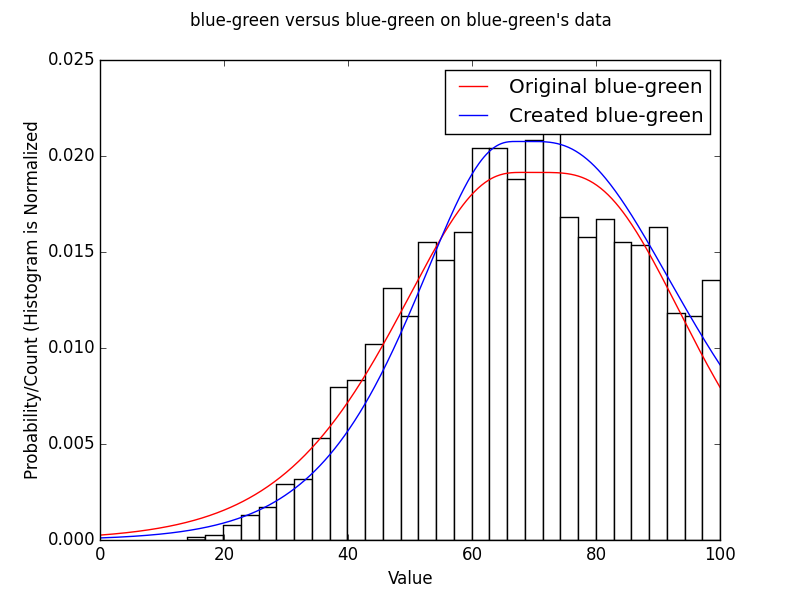 blue-green versus blue-green on blue-green's data
Original blue-green
Created blue-green
0.025
0.020
0.015
0.010
0.005
0.000
Probability/Count (Histogram is Normalized
0 20 40 60 80 100
Value